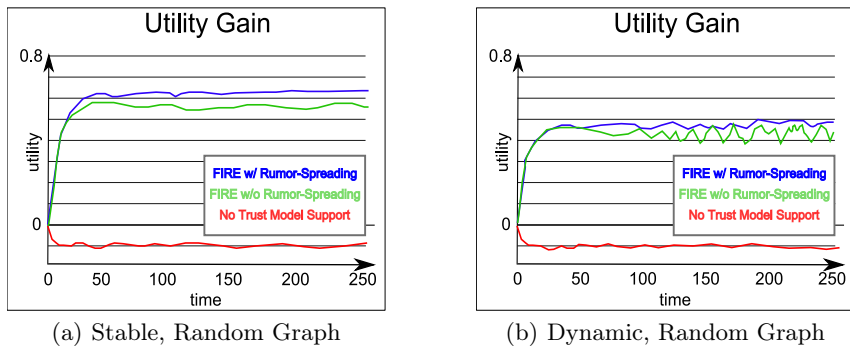 Utility Gain
0.8
utility
0
FIRE w/ Rumor-Spreading
FIRE w/o Rumor-Spreading
No Trust Model Support
0 50 100 150 200 250
time
(a) Stable, Random Graph
Utility Gain
0.8
utility
0
FIRE w/ Rumor-Spreading
FIRE w/o Rumor-Spreading
No Trust Model Support
0 50 100 150 200 250
time
(b) Dynamic, Random Graph